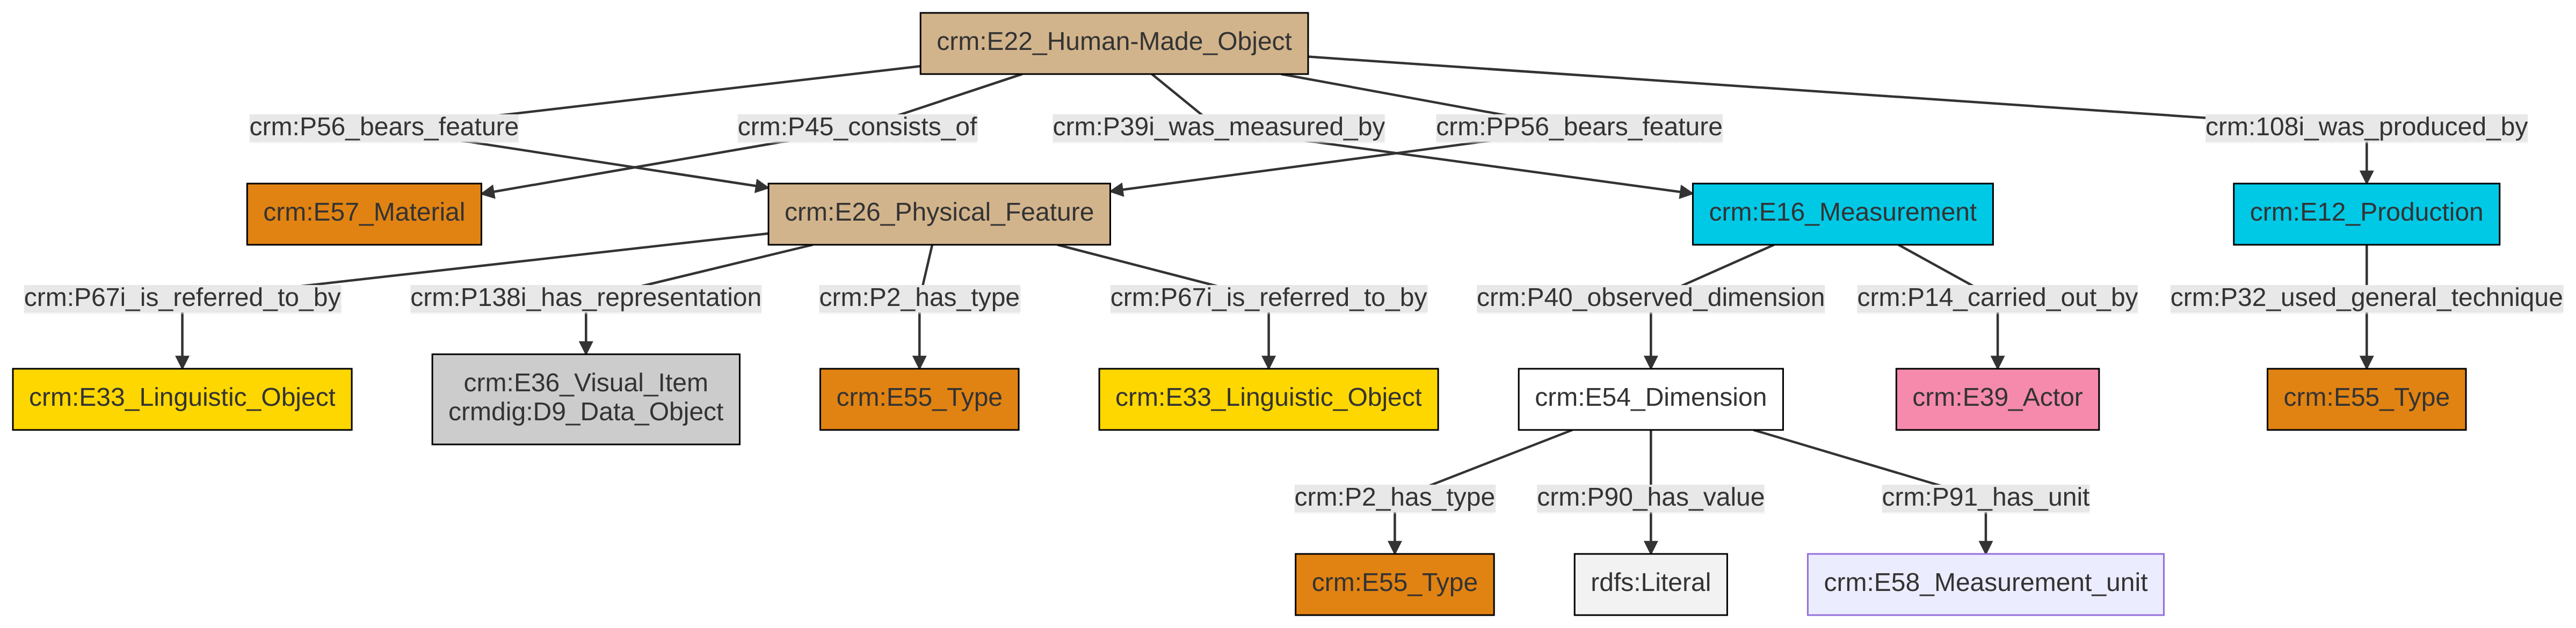 crm:E22_Human-Made_Object
crm:P56_bears_feature
crm:P45_consists_of
crm:P39i_was_measured_by
crm:PP56_bears_feature
crm:108i_was_produced_by
crm:E57_Material
crm:E26_Physical_Feature
crm:E16_Measurement
crm:E12_Production
crm:P67i_is_referred_to_by
crm:P138i_has_representation
crm:P2_has_type
crm:P67i_is_referred_to_by
crm:P40_observed_dimension
crm:P14_carried_out_by
crm:P32_used_general_technique
crm:E33_Linguistic_Object
crm:E36_Visual_Item
crmdig:D9_Data_Object
crm:E55_Type
crm:E33_Linguistic_Object
crm:E54_Dimension
crm:E39_Actor
crm:E55_Type
crm:P2_has_type
crm:P90_has_value
crm:P91_has_unit
crm:E55_Type
rdfs:Literal
crm:E58_Measurement_unit